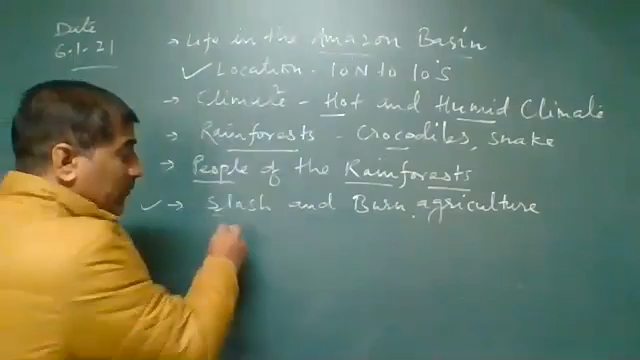 Date
6.1.21
→ Life in the Amazon Basin
✓ Location - 10N to 10°S
→ Climate - Hot and Humid Climate
→ Rainforests - Crocodiles, snake
→ People of the Rainforests
✓ → Slash and Burn agriculture